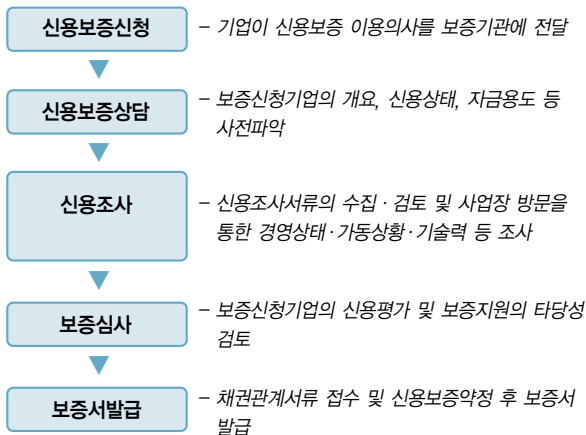 신용보증신청
– 기업이 신용보증 이용의사를 보증기관에 전달
신용보증상담
– 보증신청기업의 개요, 신용상태, 자금용도 등
사전파악
신용조사
– 신용조사서류의 수집·검토 및 사업장 방문을
통한 경영상태·가동상황·기술력 등 조사
보증심사
– 보증신청기업의 신용평가 및 보증지원의 타당성
검토
보증서발급
– 채권관계서류 접수 및 신용보증약정 후 보증서
발급